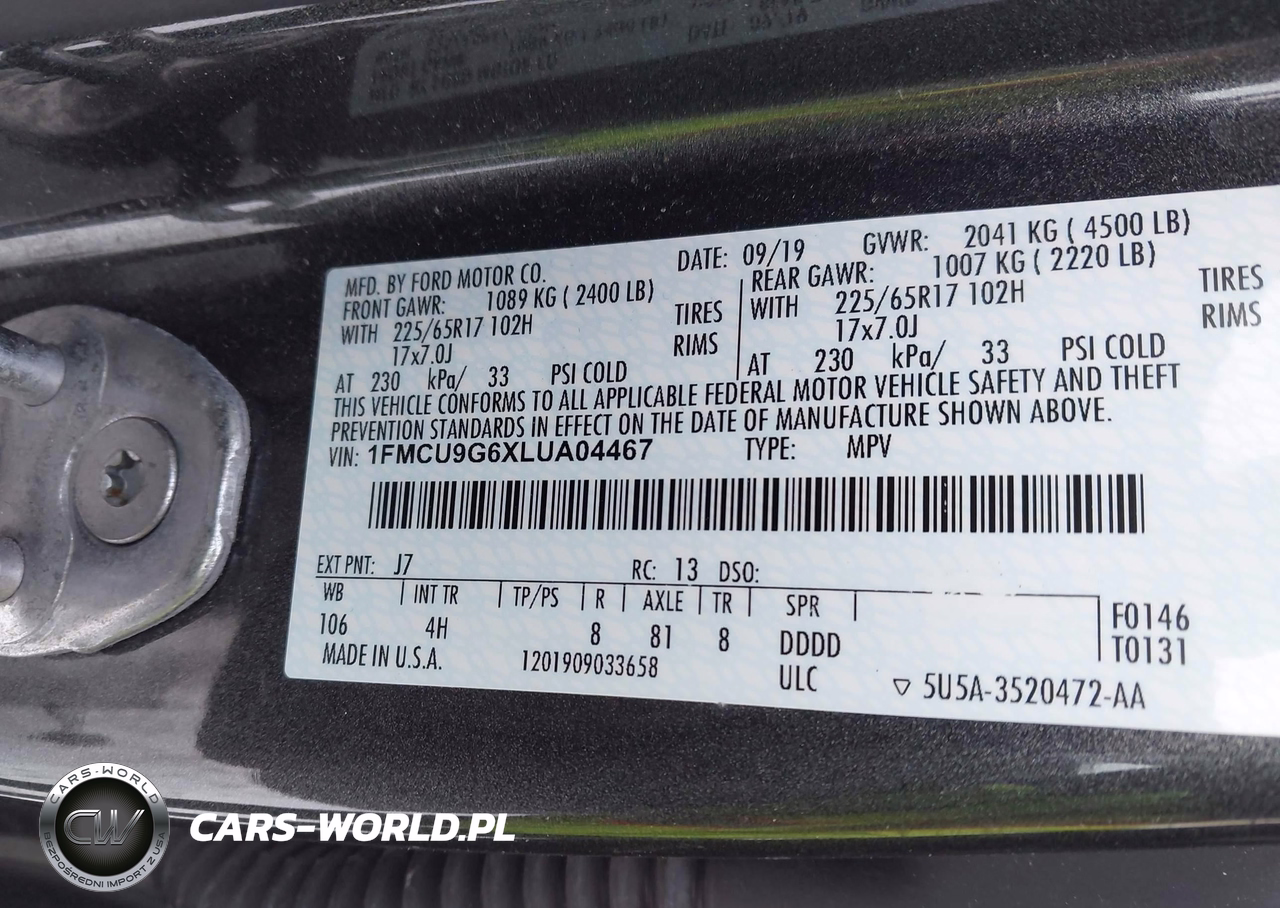 MFD. BY FORD MOTOR CO.
DATE: 09/19 GVWR: 2041 KG ( 4500 LB)
FRONT GAWR: 1089 KG ( 2400 LB)
REAR GAWR: 1007 KG ( 2220 LB)
WITH 225/65R17 102H TIRES
WITH 225/65R17 102H TIRES
17x7.0J RIMS
17x7.0J RIMS
AT 230 kPa/ 33 PSI COLD
AT 230 kPa/ 33 PSI COLD
THIS VEHICLE CONFORMS TO ALL APPLICABLE FEDERAL MOTOR VEHICLE SAFETY AND THEFT
PREVENTION STANDARDS IN EFFECT ON THE DATE OF MANUFACTURE SHOWN ABOVE.
VIN: 1FMCU9G6XLUA04467 TYPE: MPV
EXT PNT: J7 RC: 13 DSO:
WB INT TR TP/PS R AXLE TR SPR
106 4H 8 81 8 DDDD
F0146
T0131
MADE IN U.S.A. 1201909033658 ULC ▽ 5U5A-3520472-AA
CARS-WORLD
CW
BEZPOŚREDNI IMPORT Z USA
CARS-WORLD.PL